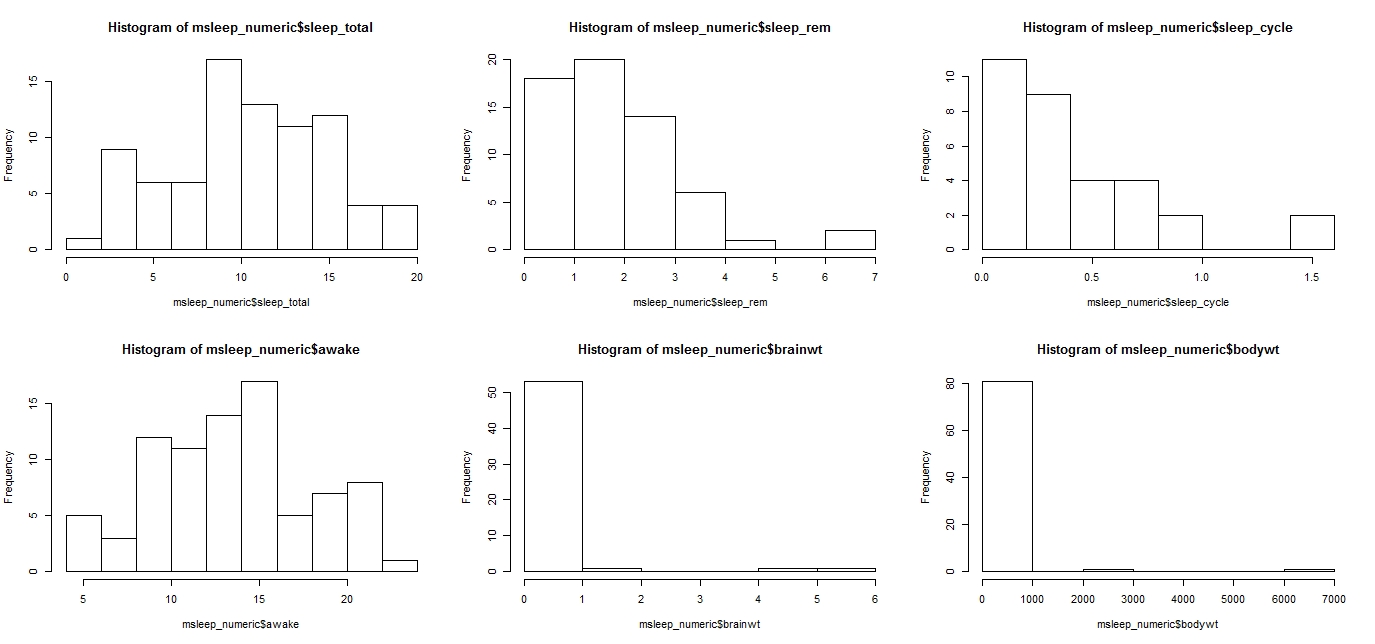 Histogram of msleep_numeric$sleep_total
Frequency
0
5
10
15
0 5 10 15 20
msleep_numeric$sleep_total
Histogram of msleep_numeric$sleep_rem
Frequency
0
5
10
15
20
0 1 2 3 4 5 6 7
msleep_numeric$sleep_rem
Histogram of msleep_numeric$sleep_cycle
Frequency
0
2
4
6
8
10
0.0 0.5 1.0 1.5
msleep_numeric$sleep_cycle
Histogram of msleep_numeric$awake
Frequency
0
5
10
15
5 10 15 20
msleep_numeric$awake
Histogram of msleep_numeric$brainwt
Frequency
0
10
20
30
40
50
0 1 2 3 4 5 6
msleep_numeric$brainwt
Histogram of msleep_numeric$bodywt
Frequency
0
20
40
60
80
0 1000 2000 3000 4000 5000 6000 7000
msleep_numeric$bodywt